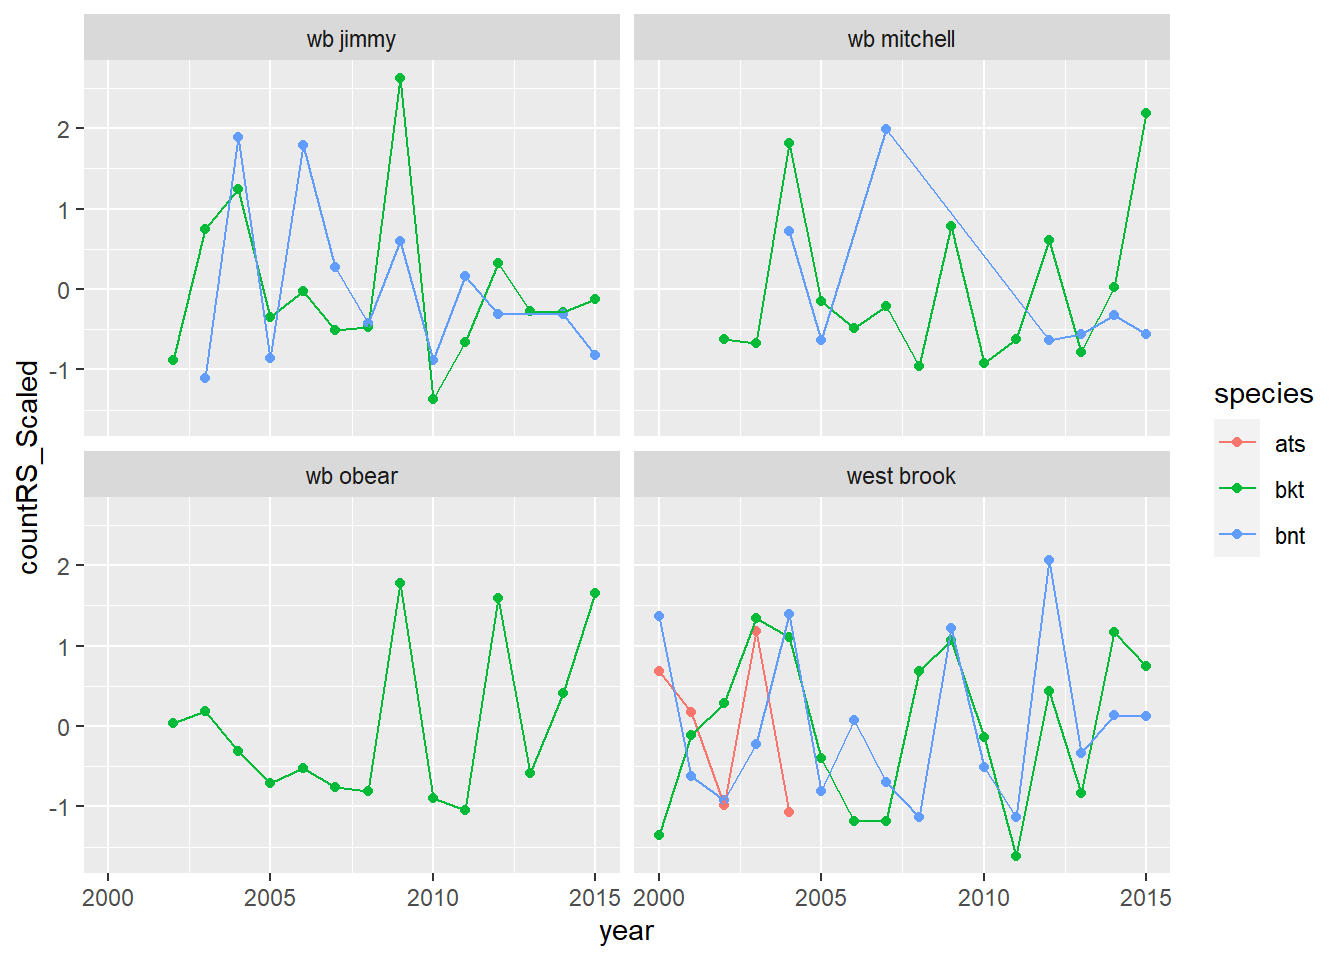 wb jimmy
wb mitchell
2
1
0
-1
wb obear
west brook
2
1
0
-1
2000 2005 2010 2015
2000 2005 2010 2015
year
countRS_Scaled
species
ats
bkt
bnt